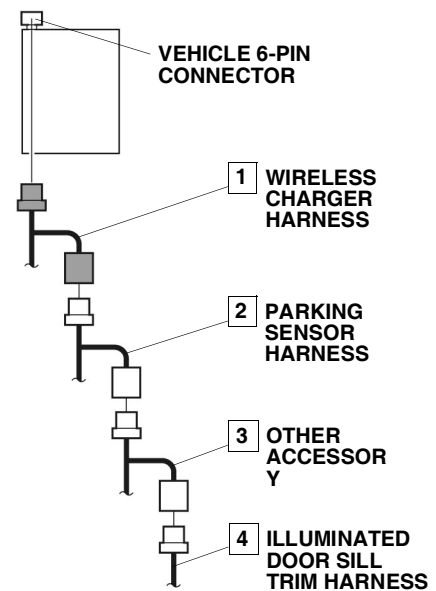 VEHICLE 6-PIN
CONNECTOR
1 WIRELESS
CHARGER
HARNESS
2 PARKING
SENSOR
HARNESS
3 OTHER
ACCESSOR
Y
4 ILLUMINATED
DOOR SILL
TRIM HARNESS